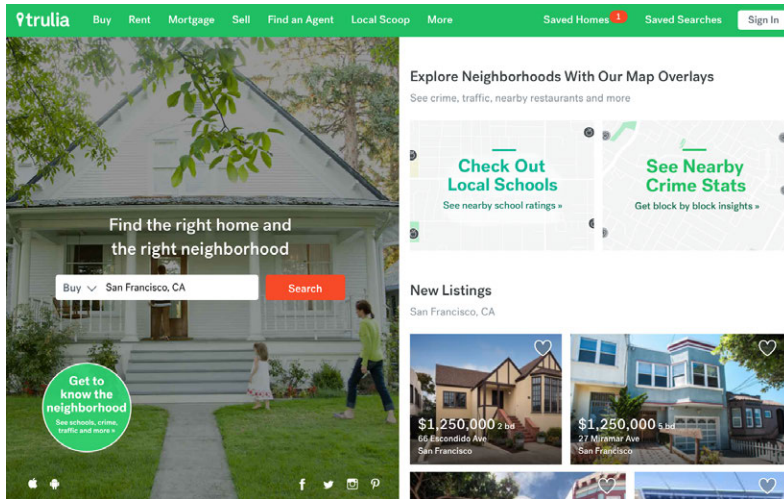 trulia
Buy Rent Mortgage Sell Find an Agent Local Scoop More Saved Homes 1 Saved Searches Sign In
Find the right home and
the right neighborhood
Buy San Francisco, CA Search
Get to
know the
neighborhood
See schools, crime,
traffic and more »
Explore Neighborhoods With Our Map Overlays
See crime, traffic, nearby restaurants and more
Check Out
Local Schools
See nearby school ratings »
See Nearby
Crime Stats
Get block by block insights »
New Listings
San Francisco, CA
$1,250,000 2 bd
66 Escondido Ave
San Francisco
$1,250,000 5 bd
27 Miramar Ave
San Francisco